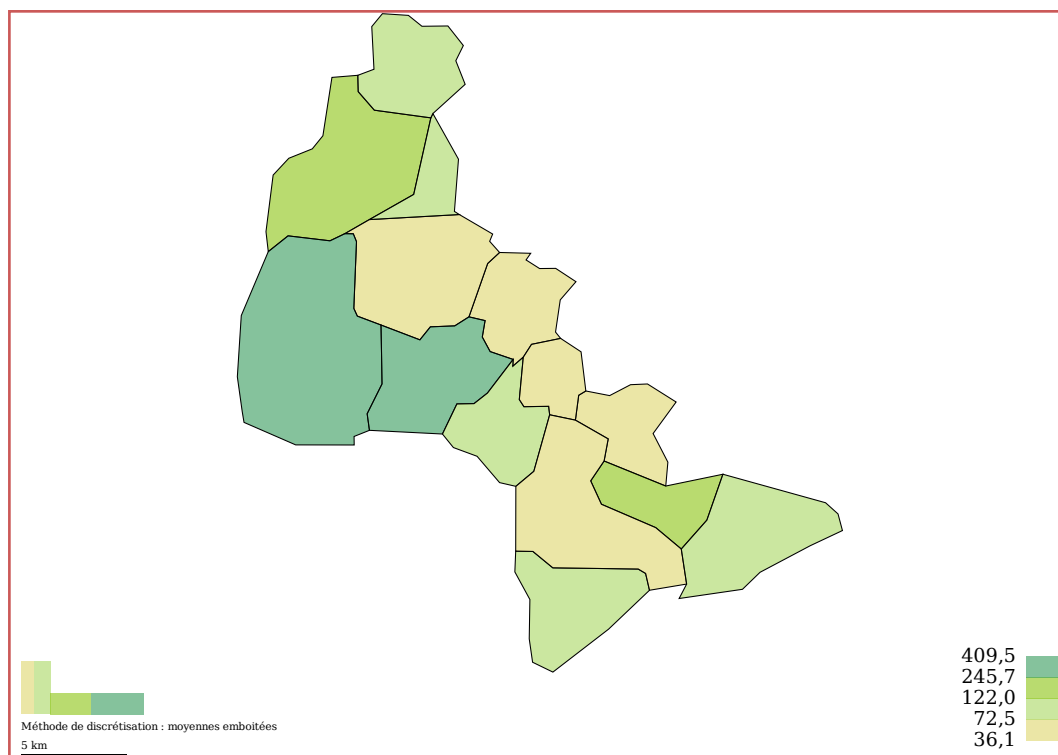 409,5
245,7
122,0
72,5
36,1
Méthode de discrétisation : moyennes emboitées
5 km